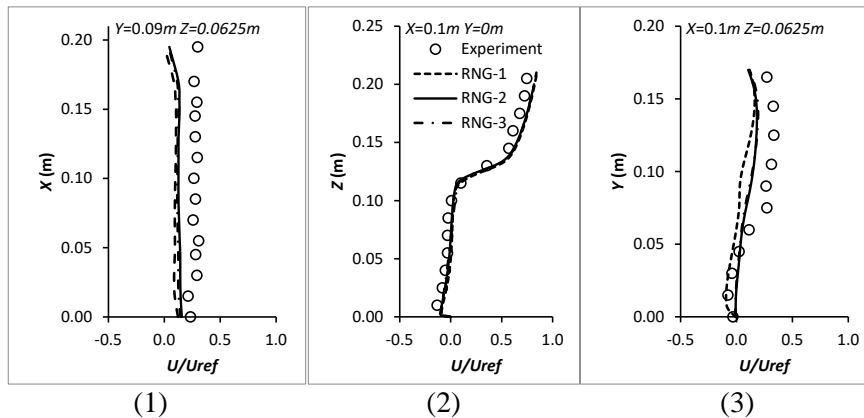 Y=0.09m Z=0.0625m
0.20
0.15
0.10
0.05
0.00
X (m)
-0.5 0.0 0.5 1.0
U/Uref
(1)
X=0.1m Y=0m
Experiment
RNG-1
RNG-2
RNG-3
0.25
0.20
0.15
0.10
0.05
0.00
Z (m)
-0.5 0.0 0.5 1.0
U/Uref
(2)
X=0.1m Z=0.0625m
0.20
0.15
0.10
0.05
0.00
Y (m)
-0.5 0.0 0.5 1.0
U/Uref
(3)